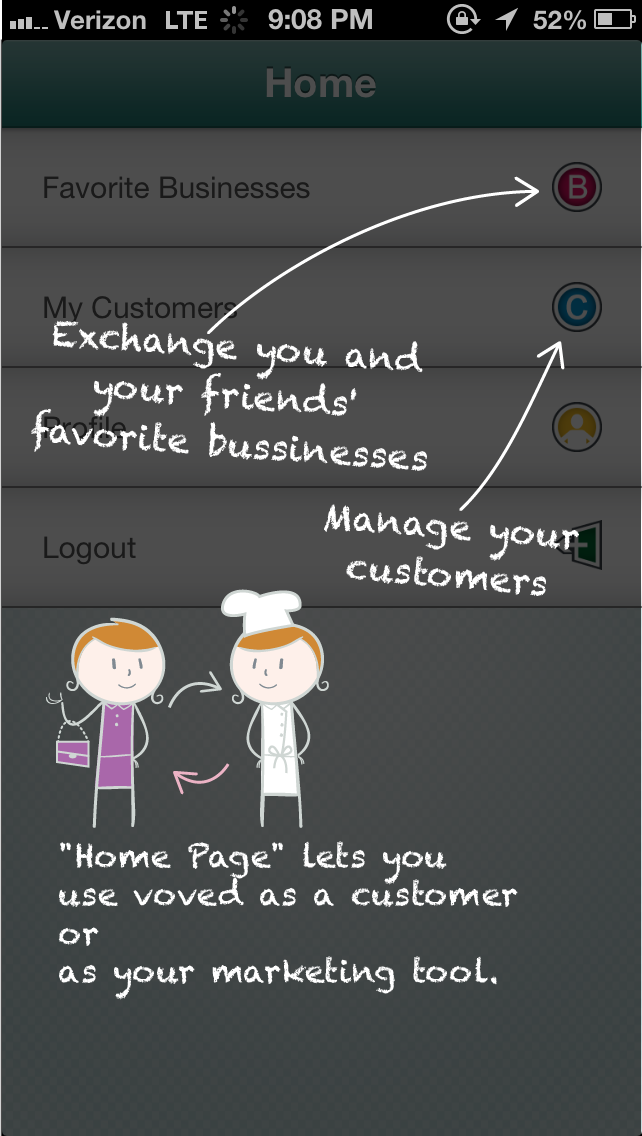 Verizon LTE 9:08 PM 52%
Home
Favorite Businesses B
My Customers C
Exchange you and
your friends'
favorite bussinesses
Profile
Manage your
customers
Logout
"Home Page" lets you
use voved as a customer
or
as your marketing tool.